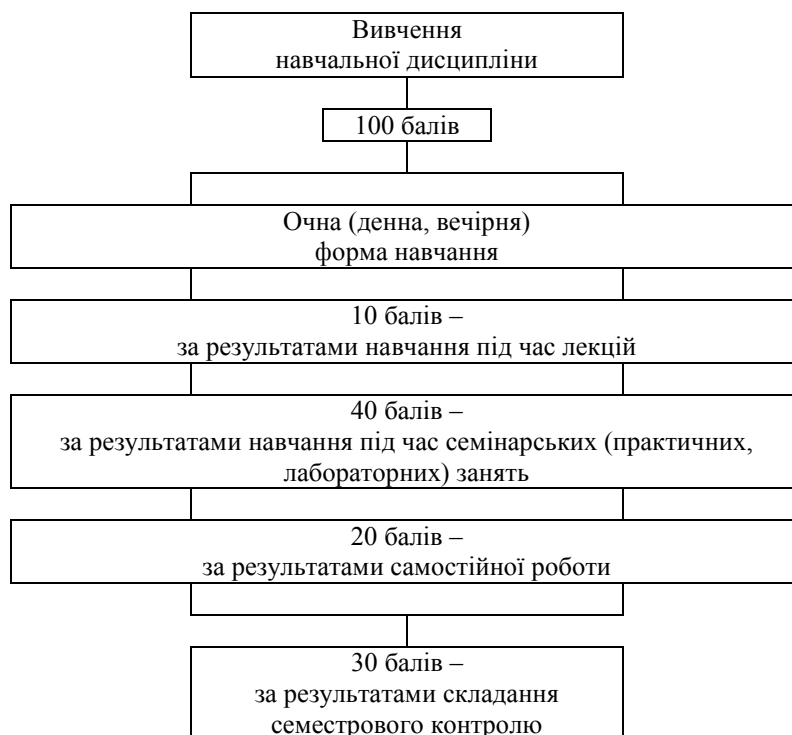 Вивчення
навчальної дисципліни
100 балів
Очна (денна, вечірня)
форма навчання
10 балів –
за результатами навчання під час лекцій
40 балів –
за результатами навчання під час семінарських (практичних,
лабораторних) занять
20 балів –
за результатами самостійної роботи
30 балів –
за результатами складання
семестрового контролю